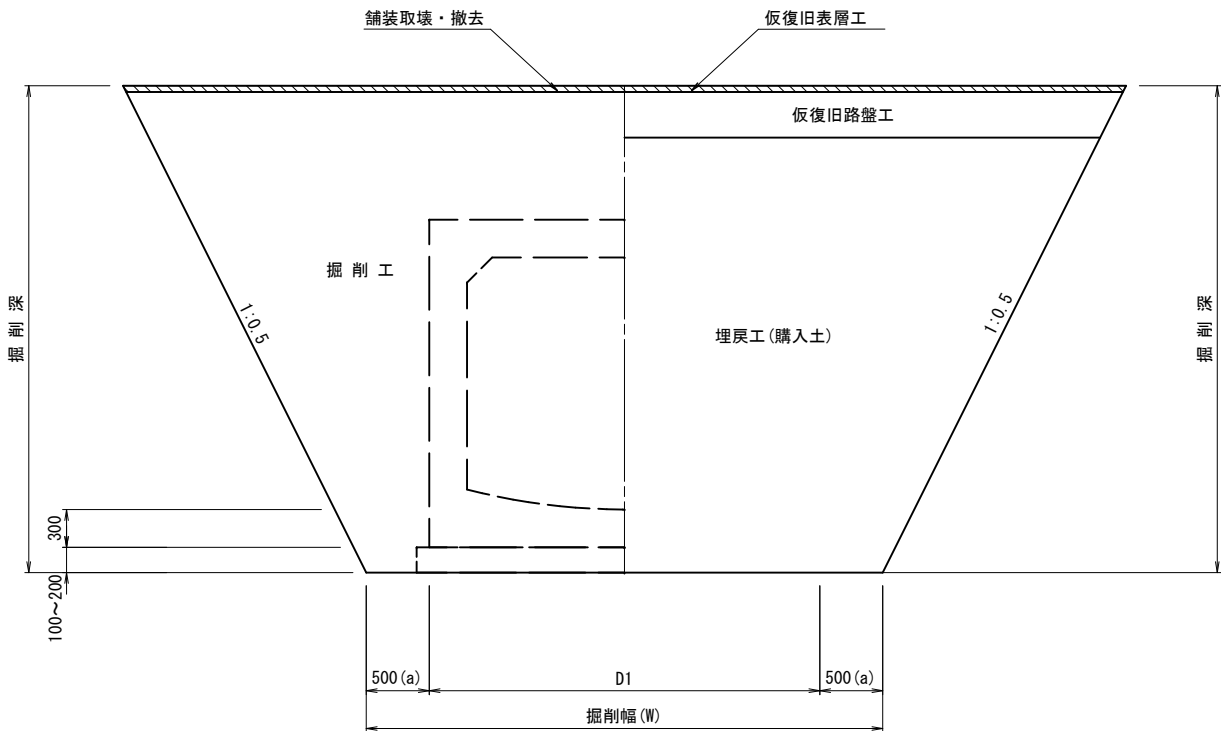 舗装取壊・撤去
仮復旧表層工
仮復旧路盤工
掘削工
1:0.5
1:0.5
掘削深
掘削深
埋戻工(購入土)
300
100～200
500(a)
D1
500(a)
掘削幅(W)